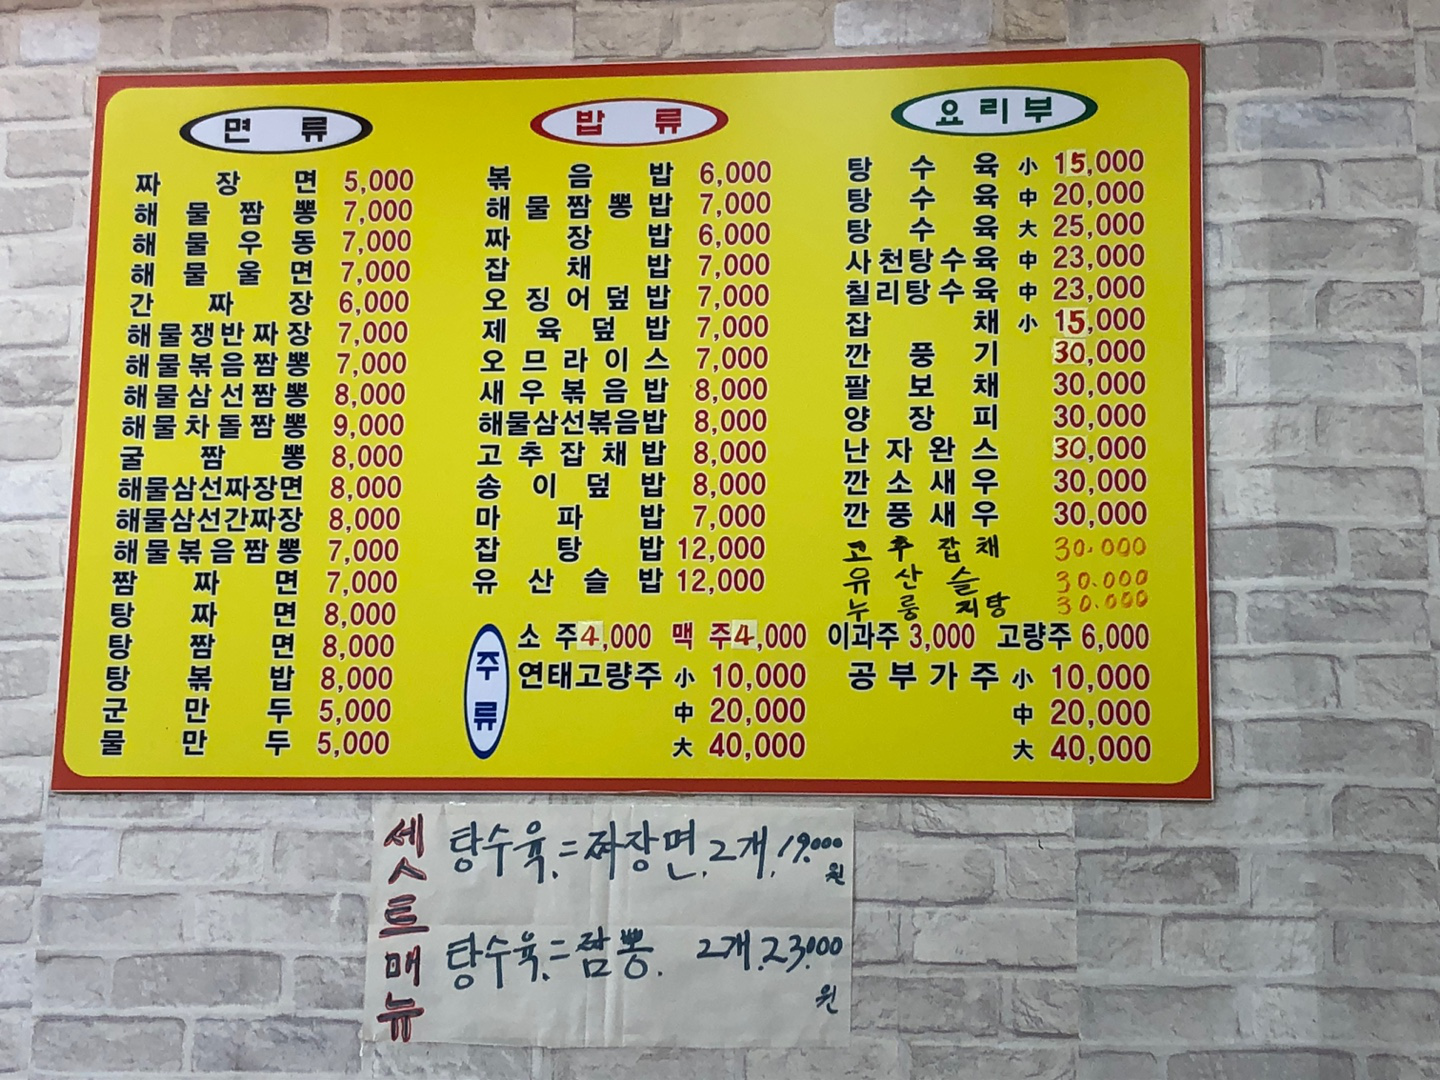 면 류
짜장면 5,000
해물짬뽕 7,000
해물우동 7,000
해물울면 7,000
간짜장 6,000
해물쟁반짜장 7,000
해물볶음짬뽕 7,000
해물삼선짬뽕 8,000
해물차돌짬뽕 9,000
굴짬뽕 8,000
해물삼선짜장면 8,000
해물삼선간짜장 8,000
해물볶음짬뽕 7,000
짬짜면 7,000
탕짜면 8,000
탕짬면 8,000
탕볶밥 8,000
군만두 5,000
물만두 5,000
밥 류
볶음밥 6,000
해물짬뽕밥 7,000
짜장밥 6,000
잡채밥 7,000
오징어덮밥 7,000
제육덮밥 7,000
오므라이스 7,000
새우볶음밥 8,000
해물삼선볶음밥 8,000
고추잡채밥 8,000
송이덮밥 8,000
마파밥 7,000
잡탕밥 12,000
유산슬밥 12,000
요리부
탕수육 小 15,000
탕수육 中 20,000
탕수육 大 25,000
사천탕수육 中 23,000
칠리탕수육 中 23,000
잡채 小 15,000
깐풍기 30,000
팔보채 30,000
양장피 30,000
난자완스 30,000
깐소새우 30,000
깐풍새우 30,000
고추잡채 30.000
유산슬 30.000
누룽지탕 30.000
주류
소주 4,000 맥주 4,000 이과주 3,000 고량주 6,000
연태고량주 小 10,000 공부가주 小 10,000
中 20,000 中 20,000
大 40,000 大 40,000
셋트메뉴
탕수육.=짜장면.2개.19.000원
탕수육.=짬뽕. 2개.23.000원